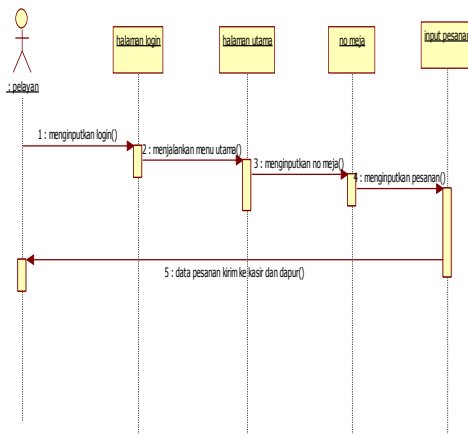 halaman login
halaman utama
no meja
input pesanan
: pelayan
1 : menginputkan login()
2 : menjalankan menu utama()
3 : menginputkan no meja()
4 : menginputkan pesanan()
5 : data pesanan kirim ke kasir dan dapur()